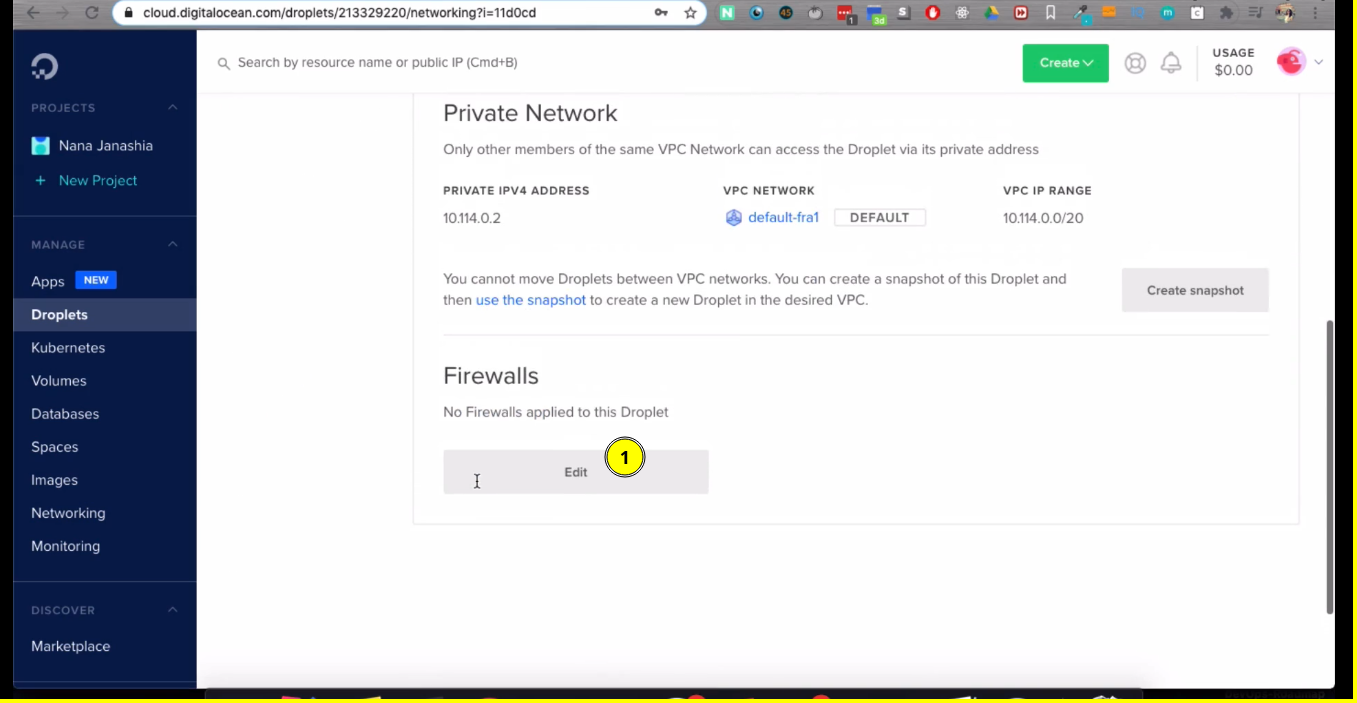 cloud.digitalocean.com/droplets/213329220/networking?i=11d0cd
N 45 1 3d S m c
Search by resource name or public IP (Cmd+B)
Create
USAGE
$0.00
PROJECTS
Nana Janashia
+ New Project
MANAGE
Apps NEW
Droplets
Kubernetes
Volumes
Databases
Spaces
Images
Networking
Monitoring
DISCOVER
Marketplace
Private Network
Only other members of the same VPC Network can access the Droplet via its private address
PRIVATE IPV4 ADDRESS VPC NETWORK VPC IP RANGE
10.114.0.2 default-fra1 DEFAULT 10.114.0.0/20
You cannot move Droplets between VPC networks. You can create a snapshot of this Droplet and
then use the snapshot to create a new Droplet in the desired VPC.
Create snapshot
Firewalls
No Firewalls applied to this Droplet
Edit
1